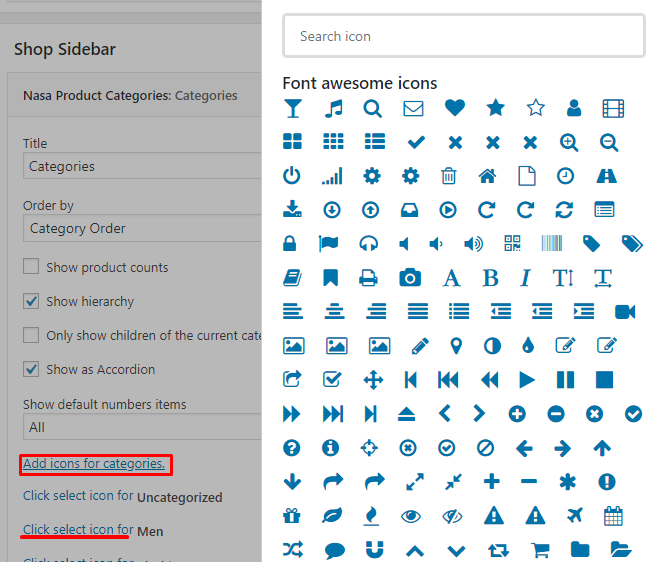 Shop Sidebar
Nasa Product Categories: Categories
Title
Categories
Order by
Category Order
Show product counts
Show hierarchy
Only show children of the current cate
Show as Accordion
Show default numbers items
All
Add icons for categories.
Click select icon for Uncategorized
Click select icon for Men
Click select icon for
Search icon
Font awesome icons